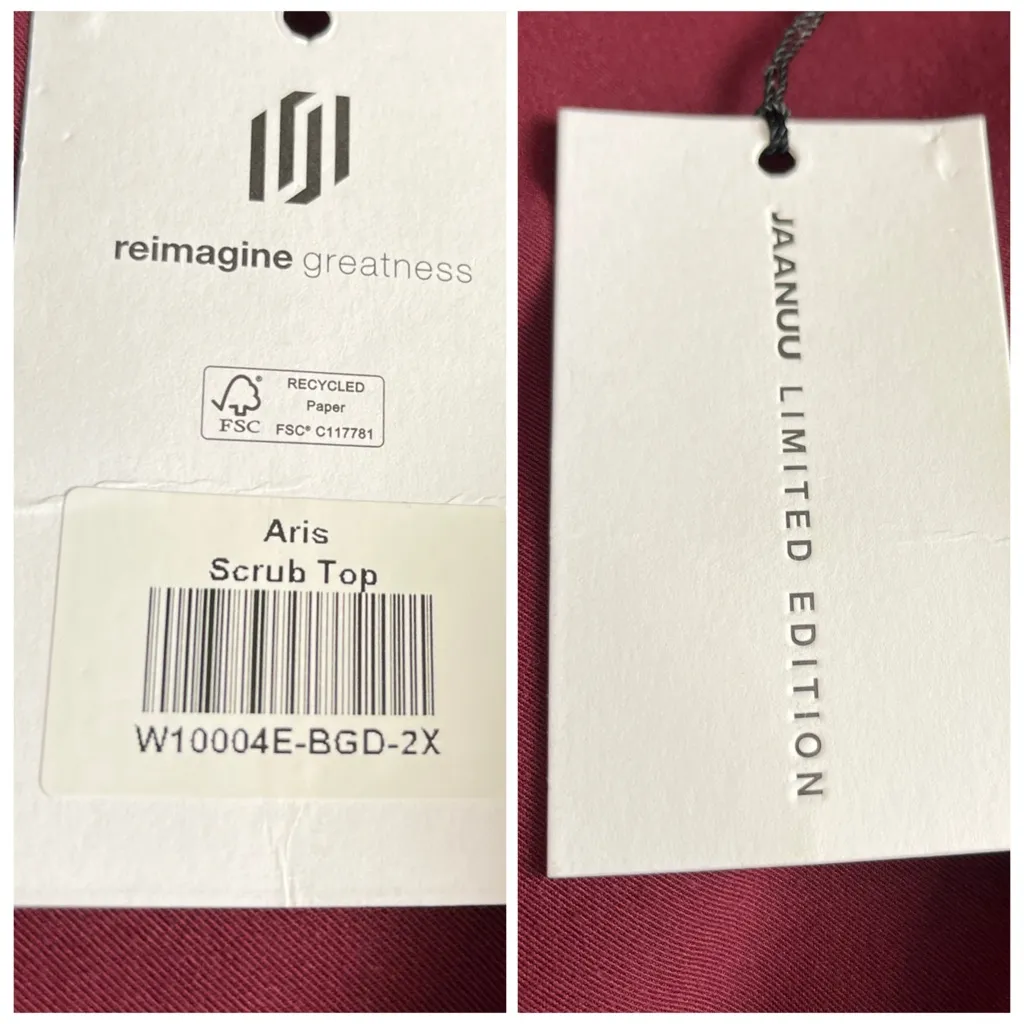 reimagine greatness
RECYCLED
Paper
FSC® C117781
FSC
Aris
Scrub Top
W10004E-BGD-2X
JAANUU LIMITED EDITION